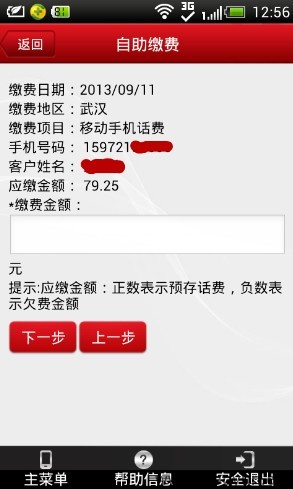 3G
12:56
返回
自助缴费
缴费日期：2013/09/11
缴费地区：武汉
缴费项目：移动手机话费
手机号码： 159721
客户姓名：
应缴金额： 79.25
*缴费金额：
元
提示:应缴金额：正数表示预存话费，负数表
示欠费金额
下一步 上一步
主菜单 帮助信息 安全退出